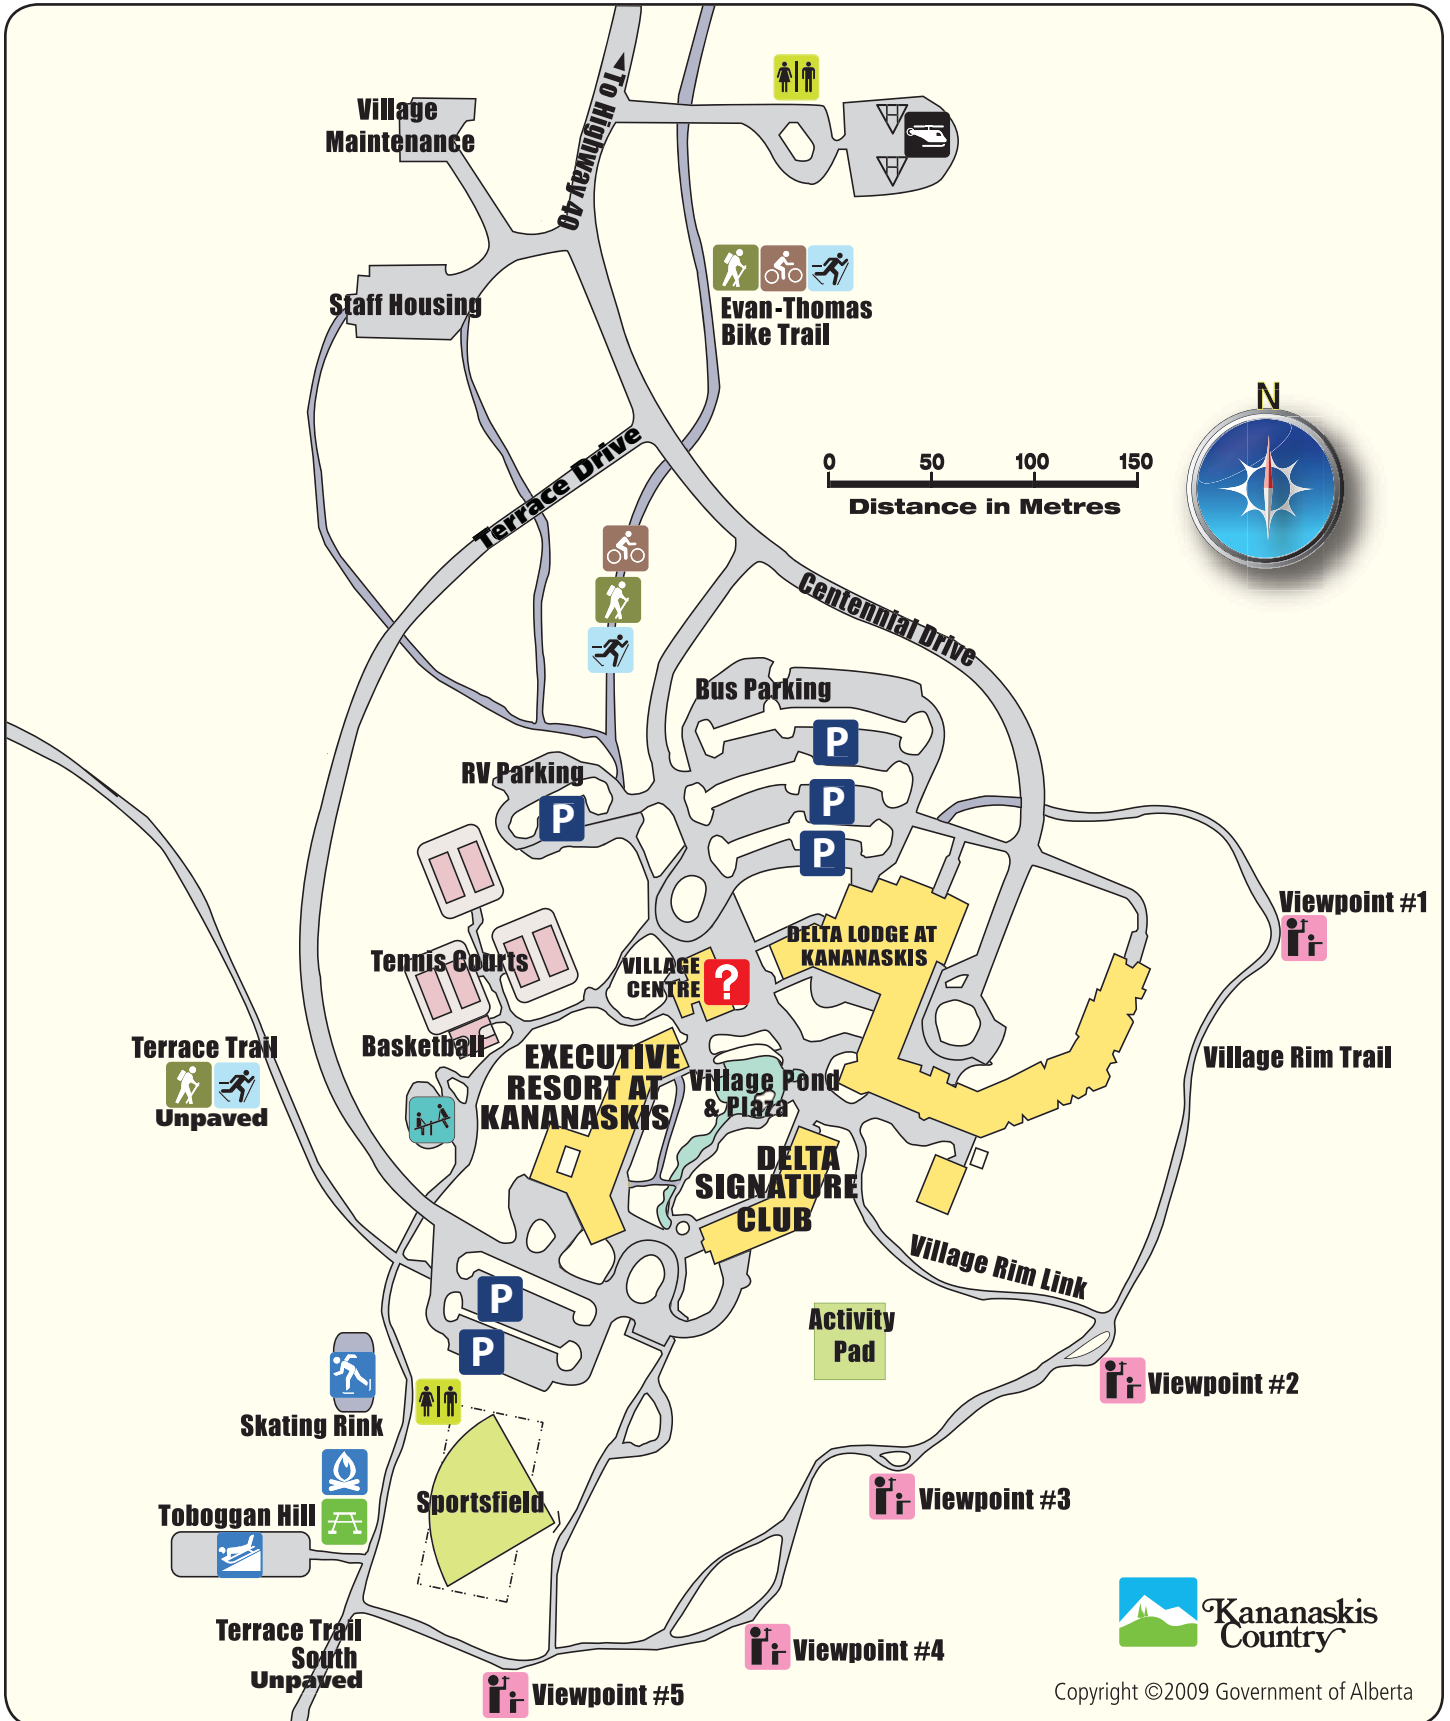 To Highway 40
Village
Maintenance
H
H
Staff Housing
Evan-Thomas
Bike Trail
N
0 50 100 150
Distance in Metres
Terrace Drive
Centennial Drive
Bus Parking
P
RV Parking
P
P
P
Viewpoint #1
DELTA LODGE AT
KANANASKIS
Tennis Courts
VILLAGE
CENTRE
?
Basketball
Terrace Trail
Unpaved
EXECUTIVE
RESORT AT
KANANASKIS
Village Pond
& Plaza
Village Rim Trail
DELTA
SIGNATURE
CLUB
Village Rim Link
P
P
Activity
Pad
Viewpoint #2
Skating Rink
Viewpoint #3
Sportsfield
Toboggan Hill
Terrace Trail
South
Unpaved
Viewpoint #4
Viewpoint #5
Kananaskis
Country
Copyright ©2009 Government of Alberta